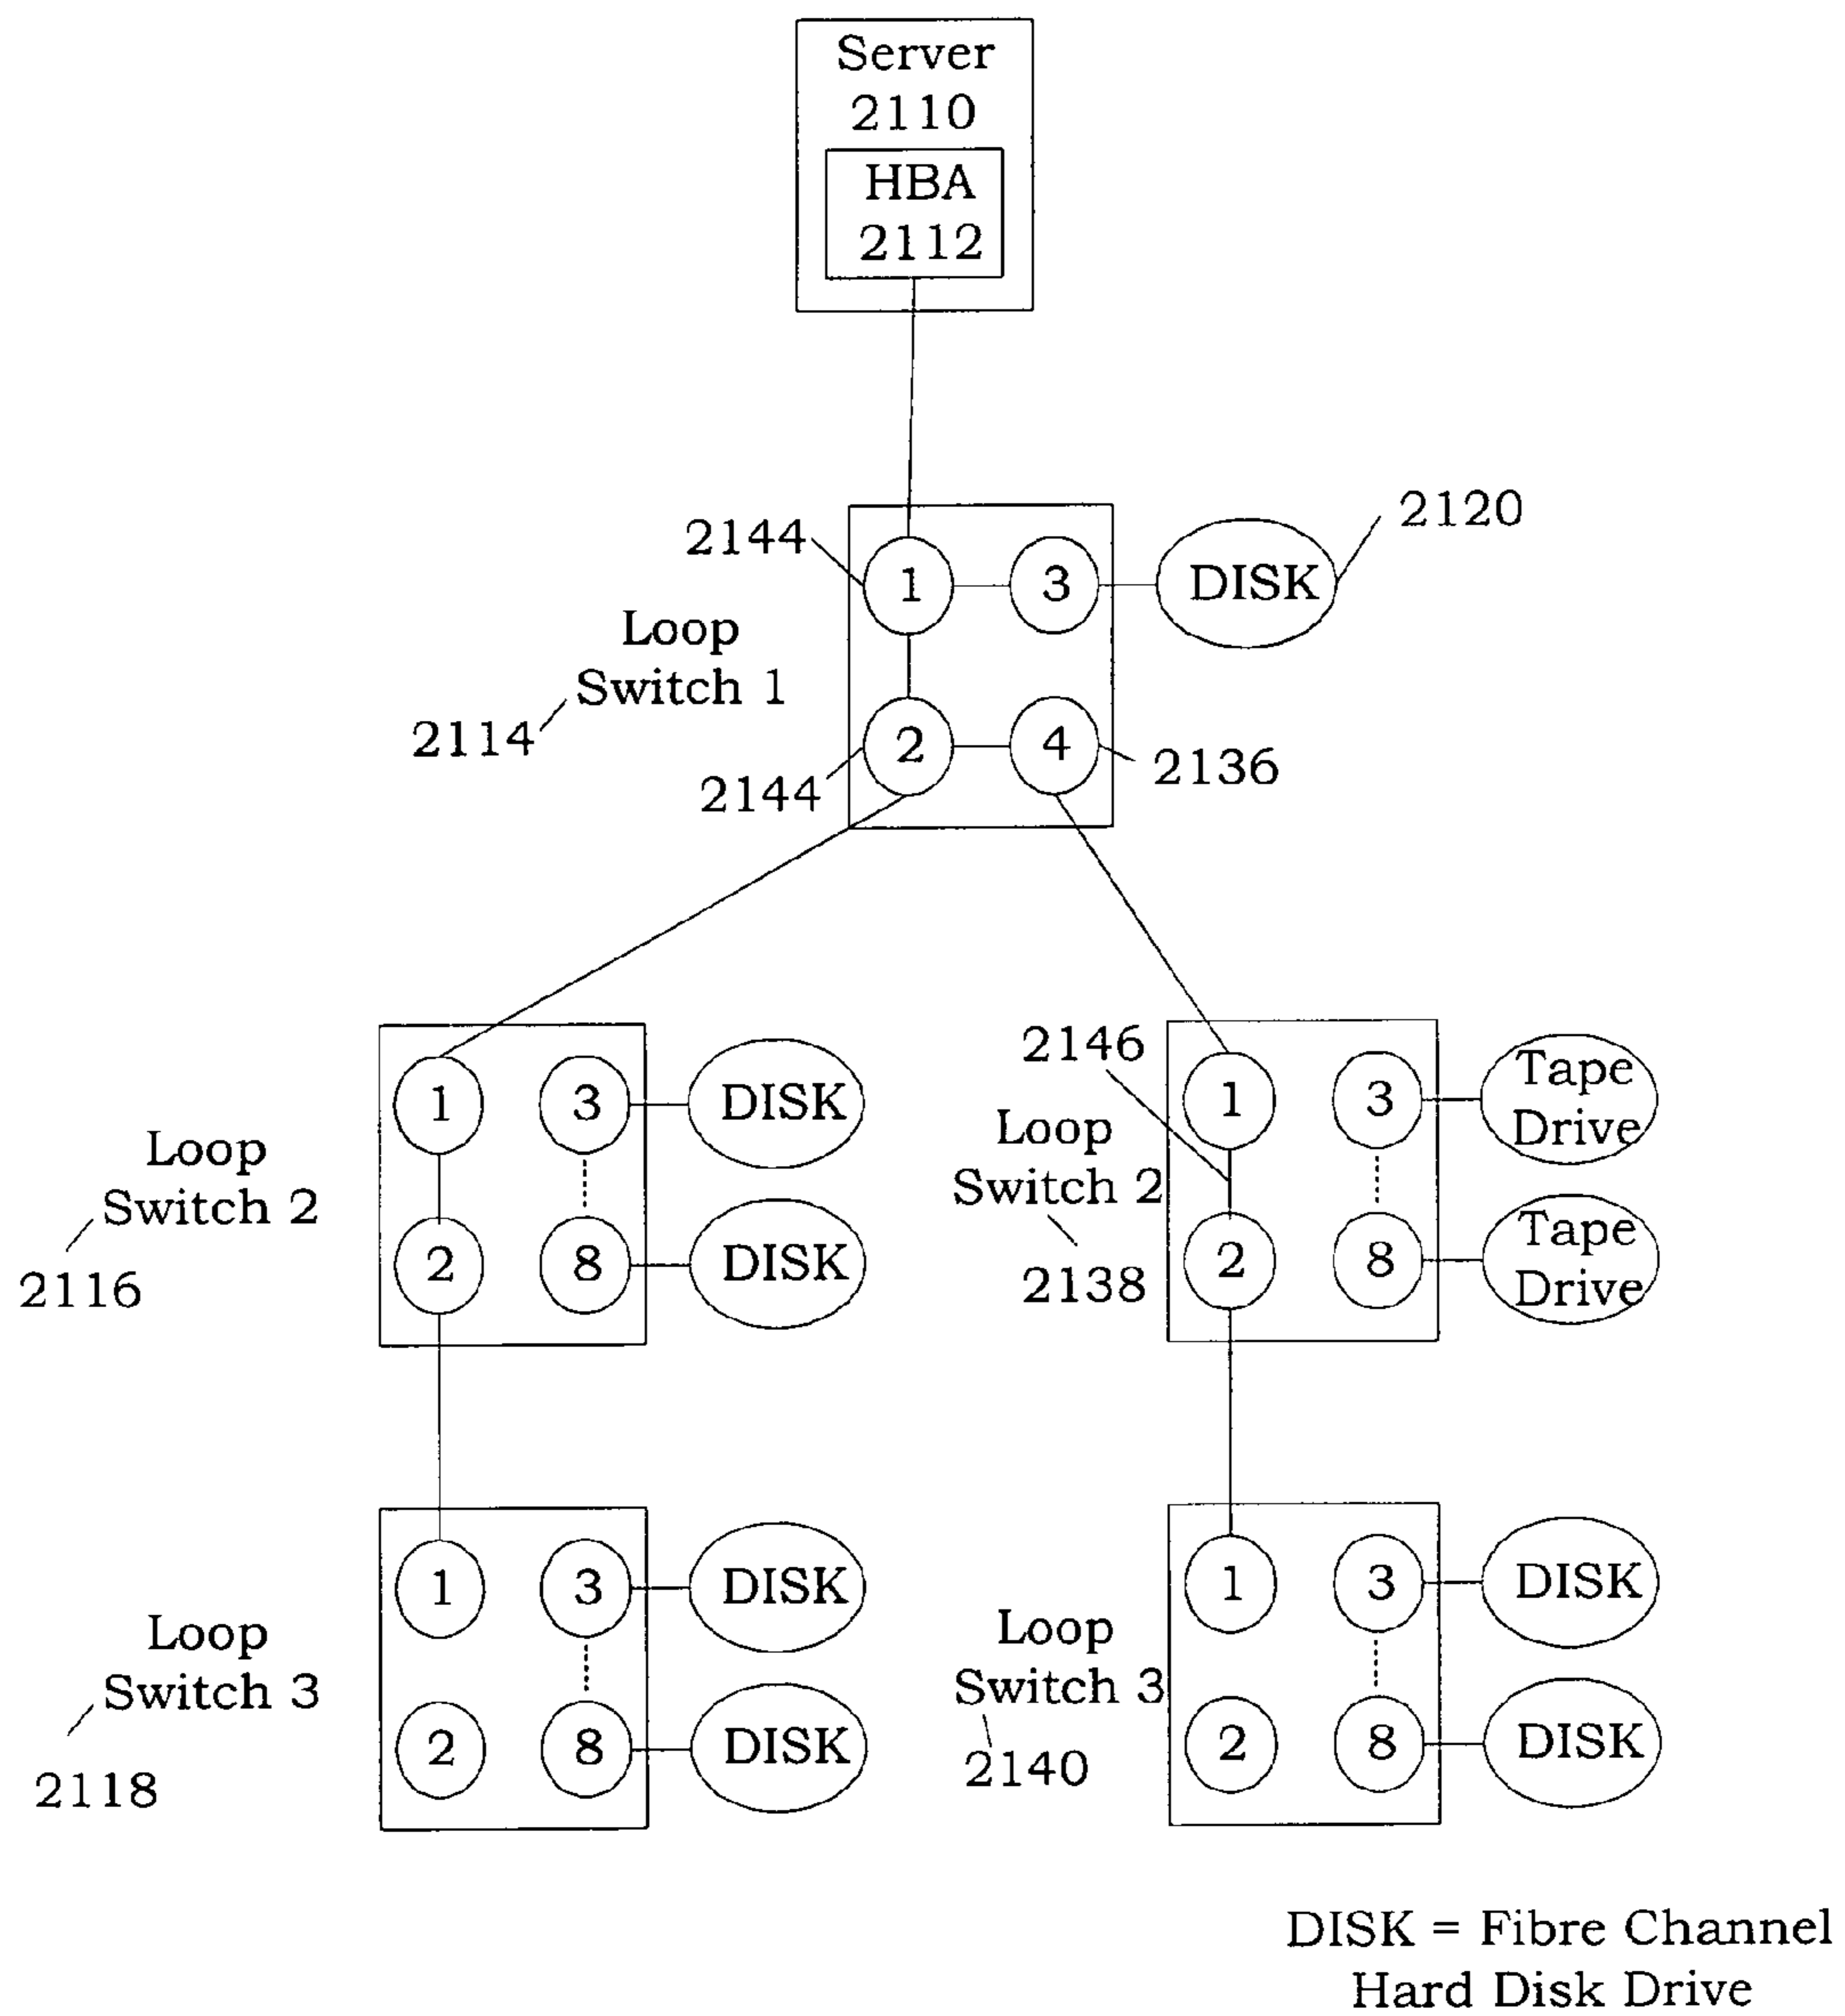 Server
2110
HBA
2112
2144
1
3
DISK
2120
Loop
Switch 1
2114
2144
2
4
2136
Loop
Switch 2
2116
1
3
DISK
2
8
DISK
2146
Loop
Switch 2
2138
1
3
Tape
Drive
2
8
Tape
Drive
Loop
Switch 3
2118
1
3
DISK
2
8
DISK
Loop
Switch 3
2140
1
3
DISK
2
8
DISK
DISK = Fibre Channel
Hard Disk Drive